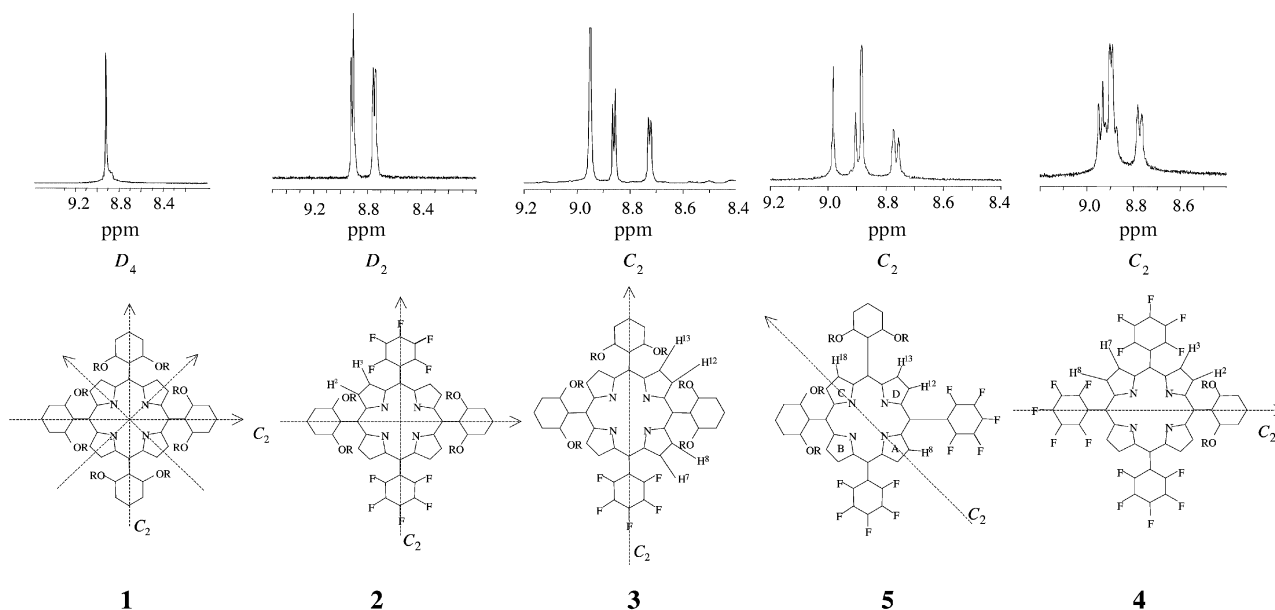 9.2 8.8 8.4
ppm
D4
9.2 8.8 8.4
ppm
D2
9.0 8.8 8.6 8.4
ppm
C2
9.2 9.0 8.8 8.6 8.4
ppm
C2
9.0 8.8 8.6
ppm
C2
RO OR
OR RO
N N
N N
OR RO
RO OR
C2
C2
1
F
F F
F F
H3
H2
OR RO
N N
N N
OR RO
F F
F F
F
C2
2
RO OR
H13
H12
OR RO
N N
N N
OR RO
H8
H7
F F
F F
F
C2
C2
3
RO OR
H18 H13
C D
H12
RO
N N
F F
F
N N
F F
OR
B A
H8
F F
F F
F
C2
5
F
F F
F F
H7 H3
H8 H2
F F RO
N N
F
N N
F F RO
F F
F F
F
C2
4